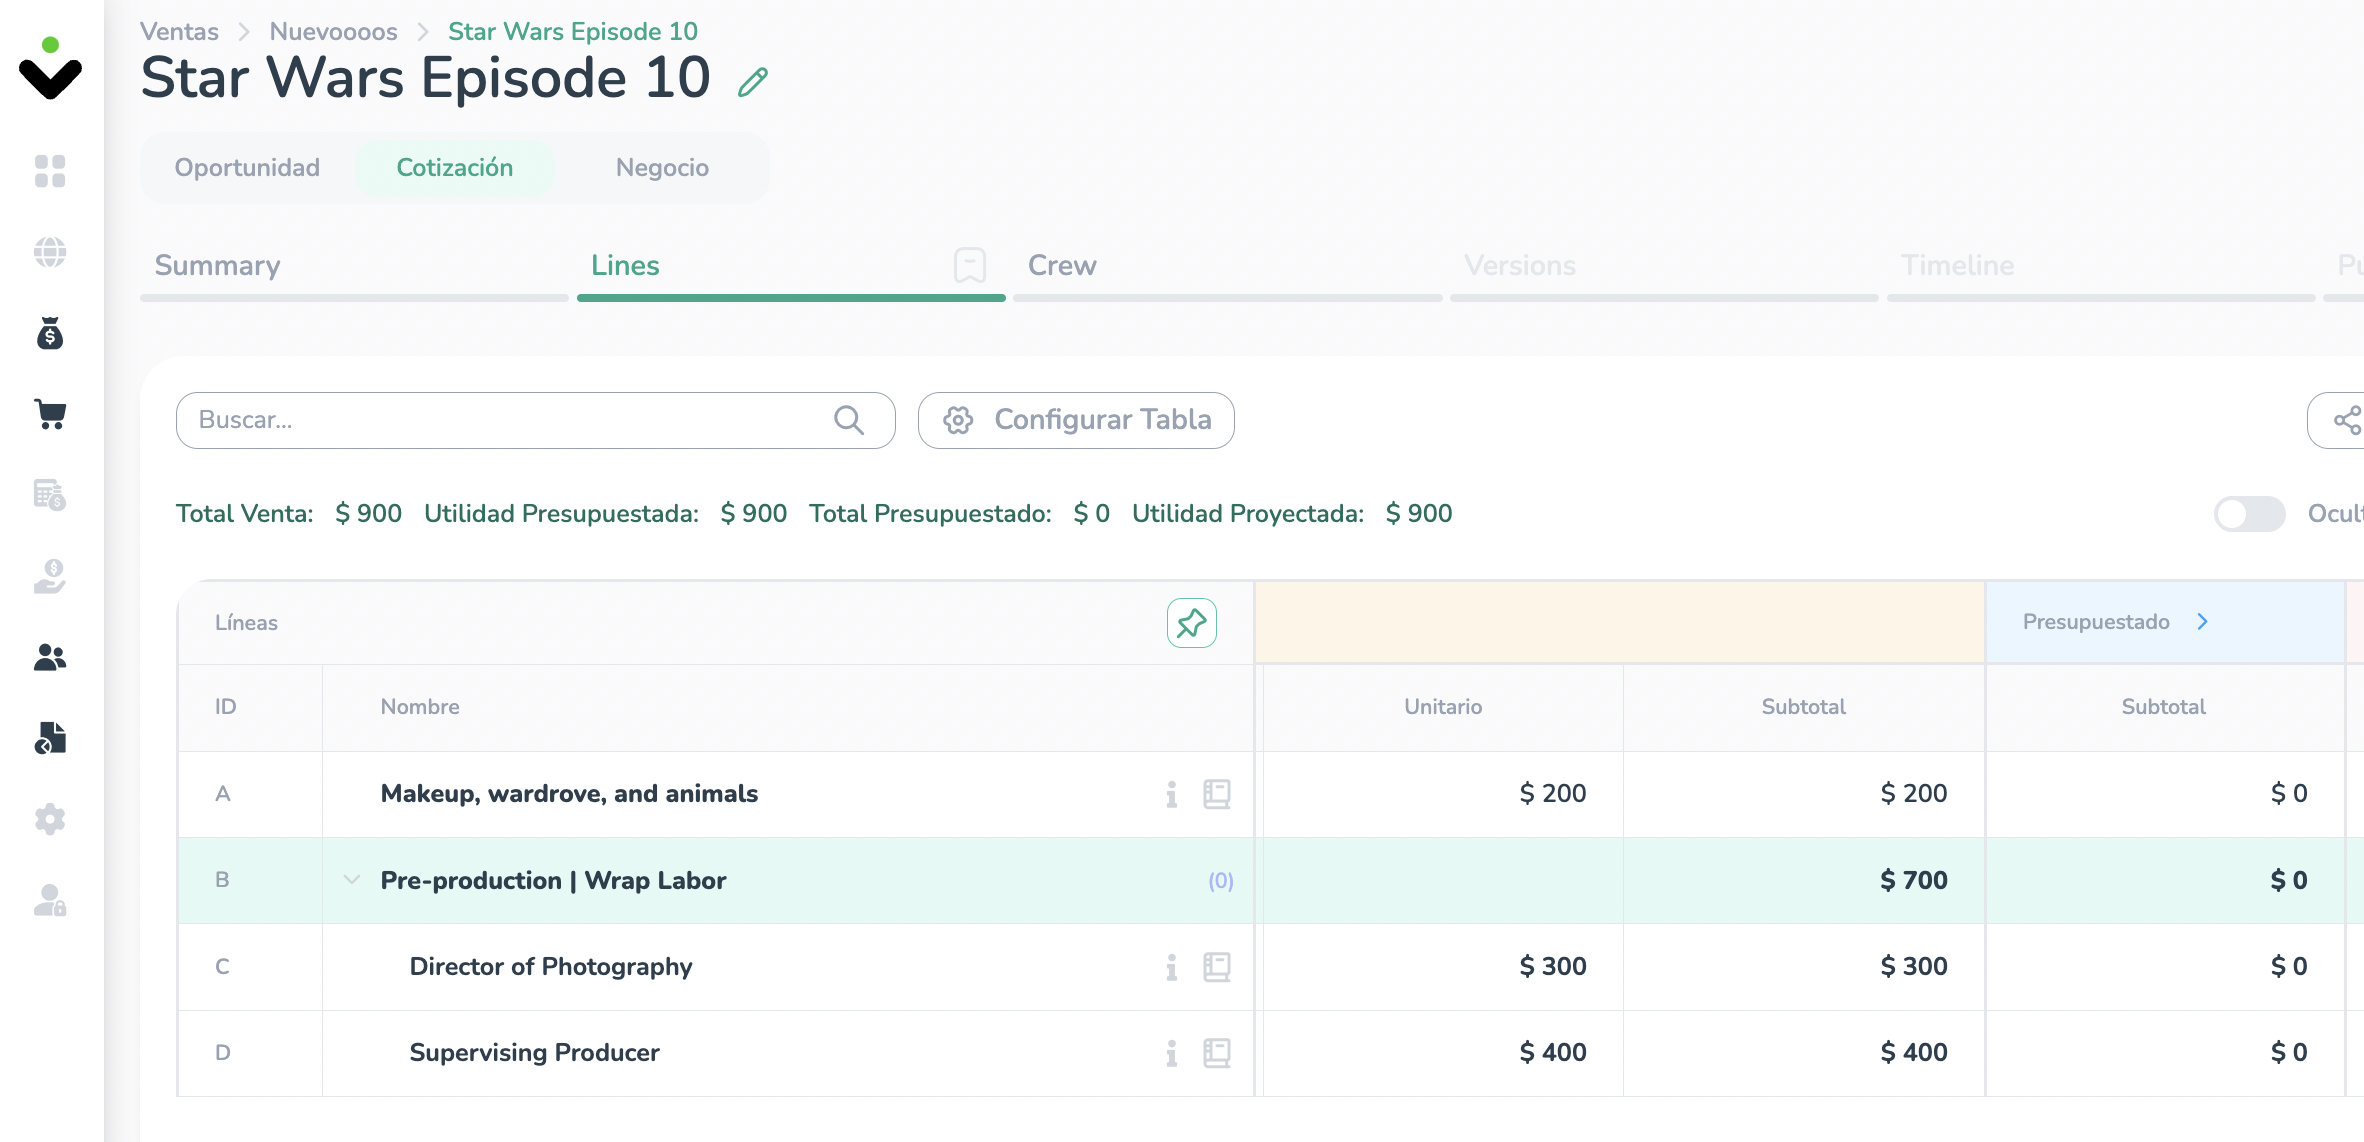 Ventas > Nuevoooos > Star Wars Episode 10
Star Wars Episode 10
Oportunidad Cotización Negocio
Summary Lines Crew Versions Timeline
Buscar... Configurar Tabla
Total Venta: $ 900 Utilidad Presupuestada: $ 900 Total Presupuestado: $ 0 Utilidad Proyectada: $ 900
Líneas Presupuestado >
ID Nombre Unitario Subtotal Subtotal
A Makeup, wardrove, and animals $ 200 $ 200 $ 0
B Pre-production | Wrap Labor (0) $ 700 $ 0
C Director of Photography $ 300 $ 300 $ 0
D Supervising Producer $ 400 $ 400 $ 0